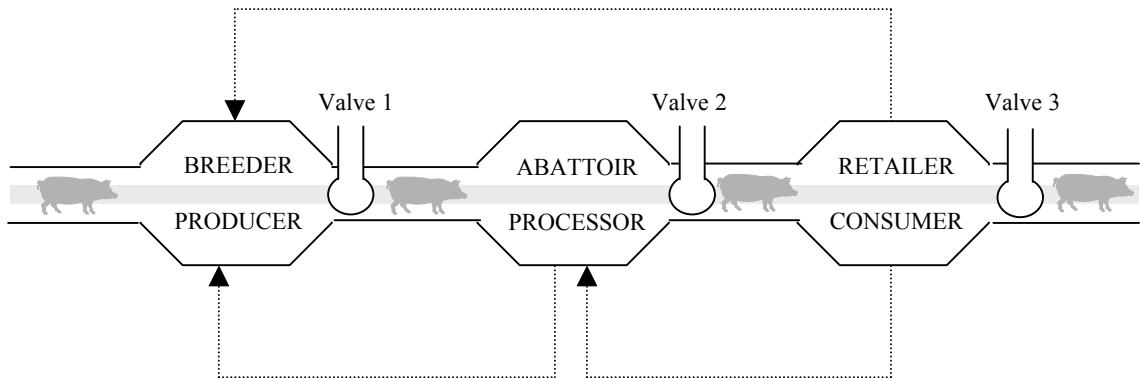 Valve 1
Valve 2
Valve 3
BREEDER
ABATTOIR
RETAILER
PRODUCER
PROCESSOR
CONSUMER